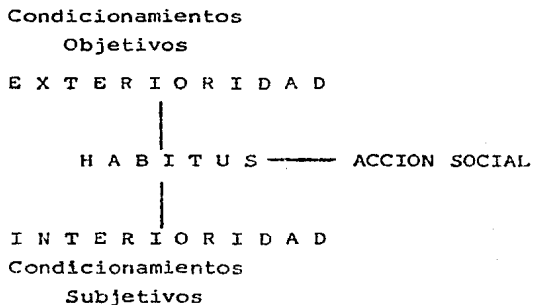 Condicionamientos
Objetivos
E X T E R I O R I D A D
H A B I T U S ACCION SOCIAL
I N T E R I O R I D A D
Condicionamientos
Subjetivos